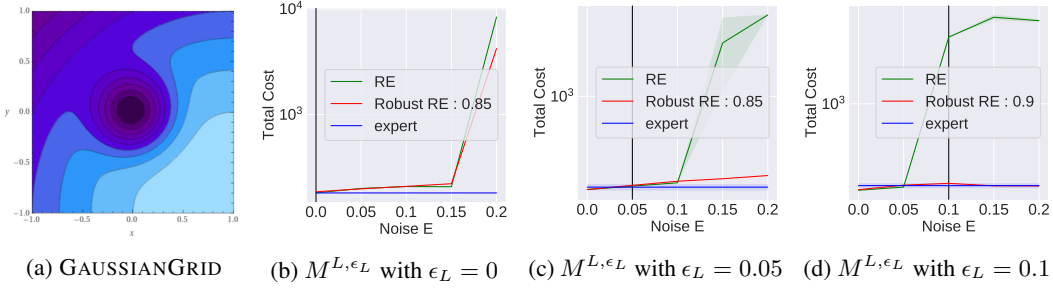 1.0
0.5
y 0.0
-0.5
-1.0
-1.0 -0.5 0.0 0.5 1.0
x
10^4
10^3
Total Cost
RE
Robust RE : 0.85
expert
0.00 0.05 0.10 0.15 0.2
Noise E
10^3
Total Cost
RE
Robust RE : 0.85
expert
0.0 0.05 0.1 0.15 0.2
Noise E
10^3
Total Cost
RE
Robust RE : 0.9
expert
0.0 0.05 0.10 0.15 0.2
Noise E
(a) GAUSSIANGRID (b) M^{L,ϵ_L} with ϵ_L = 0 (c) M^{L,ϵ_L} with ϵ_L = 0.05 (d) M^{L,ϵ_L} with ϵ_L = 0.1